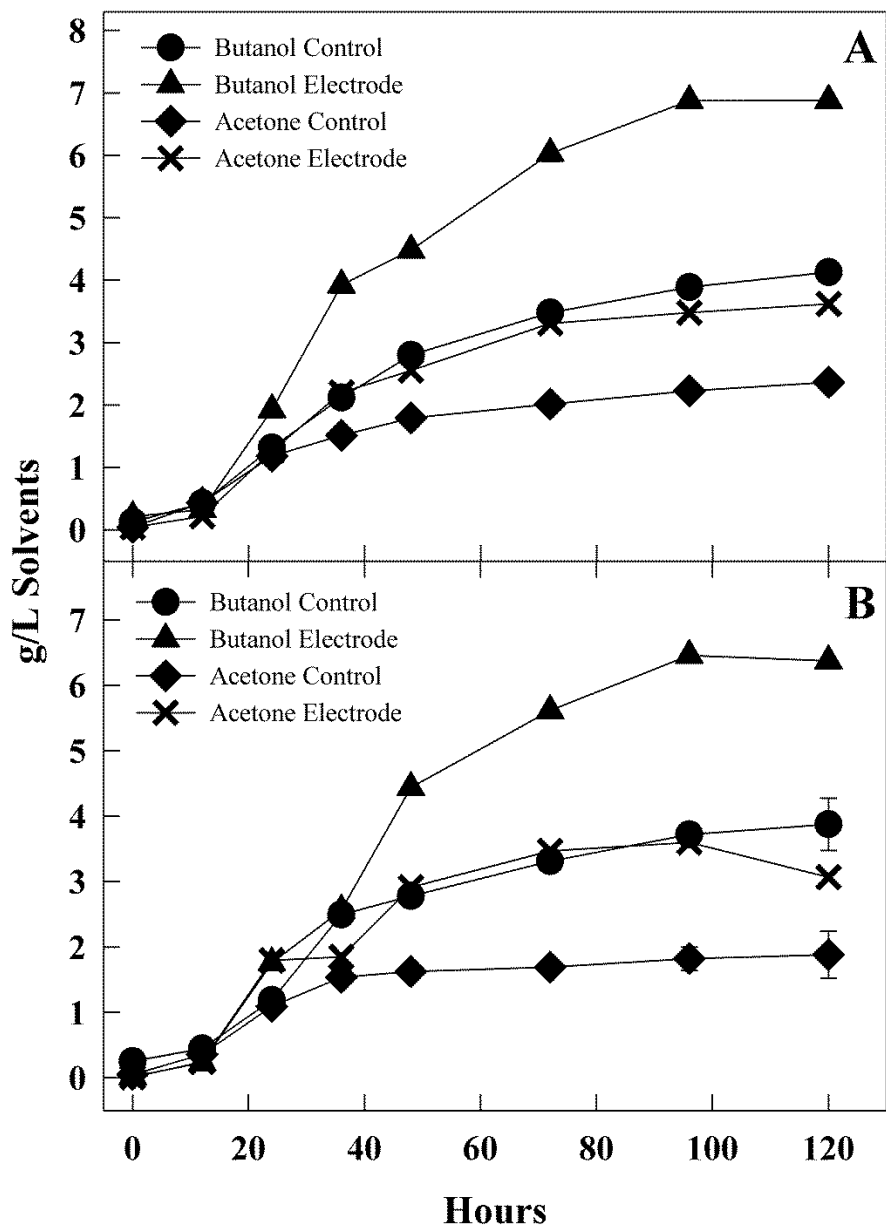 A
Butanol Control
Butanol Electrode
Acetone Control
Acetone Electrode
8
7
6
5
4
3
2
1
0
B
Butanol Control
Butanol Electrode
Acetone Control
Acetone Electrode
7
6
5
4
3
2
1
0
g/L Solvents
0 20 40 60 80 100 120
Hours